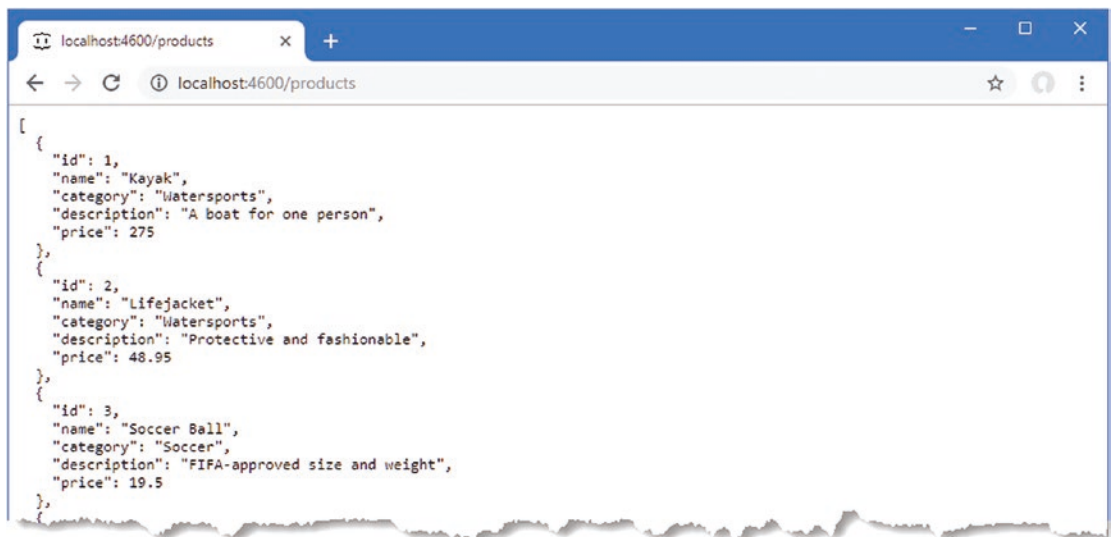 localhost:4600/products
localhost:4600/products
[
  {
    "id": 1,
    "name": "Kayak",
    "category": "Watersports",
    "description": "A boat for one person",
    "price": 275
  },
  {
    "id": 2,
    "name": "Lifejacket",
    "category": "Watersports",
    "description": "Protective and fashionable",
    "price": 48.95
  },
  {
    "id": 3,
    "name": "Soccer Ball",
    "category": "Soccer",
    "description": "FIFA-approved size and weight",
    "price": 19.5
  },
  {